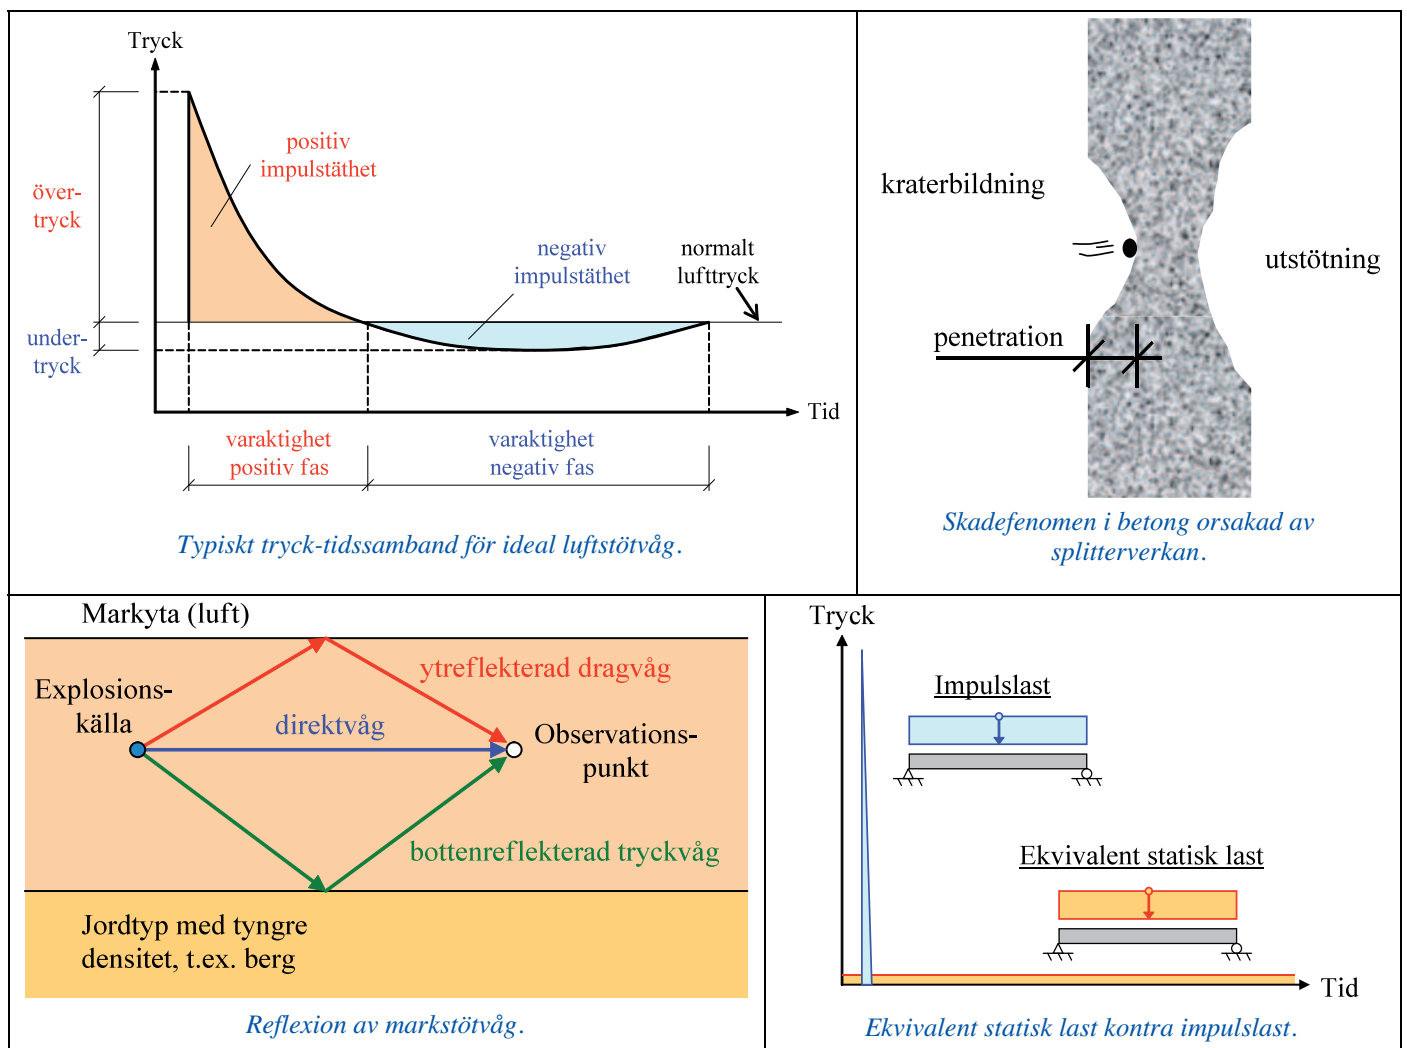 Tryck
positiv
impulstäthet
över-
tryck
negativ
impulstäthet
normalt
lufttryck
under-
tryck
Tid
varaktighet
positiv fas
varaktighet
negativ fas
Typiskt tryck-tidssamband för ideal luftstötvåg.
kraterbildning
utstötning
penetration
Skadefenomen i betong orsakad av
splitterverkan.
Markyta (luft)
ytreflekterad dragvåg
Explosions-
källa
direktvåg
Observations-
punkt
bottenreflekterad tryckvåg
Jordtyp med tyngre
densitet, t.ex. berg
Reflexion av markstötvåg.
Tryck
Impulslast
Ekvivalent statisk last
Tid
Ekvivalent statisk last kontra impulslast.